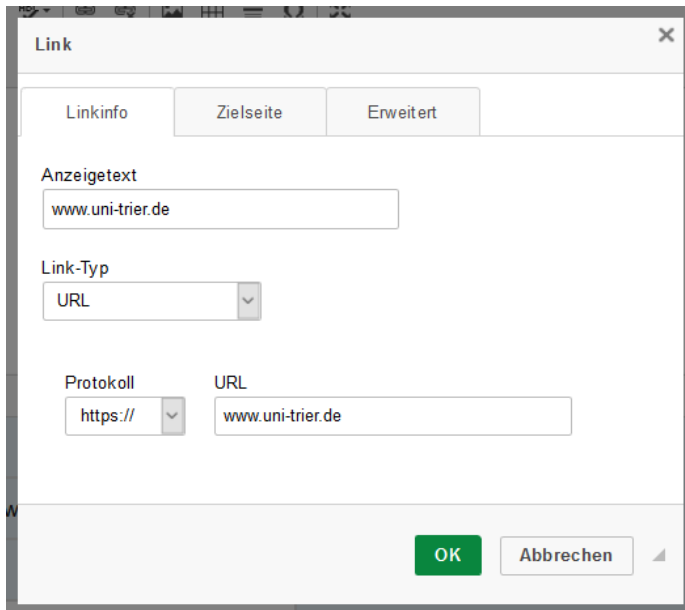 Link
Linkinfo Zielseite Erweitert
Anzeigetext
www.uni-trier.de
Link-Typ
URL
Protokoll URL
https:// www.uni-trier.de
OK Abbrechen